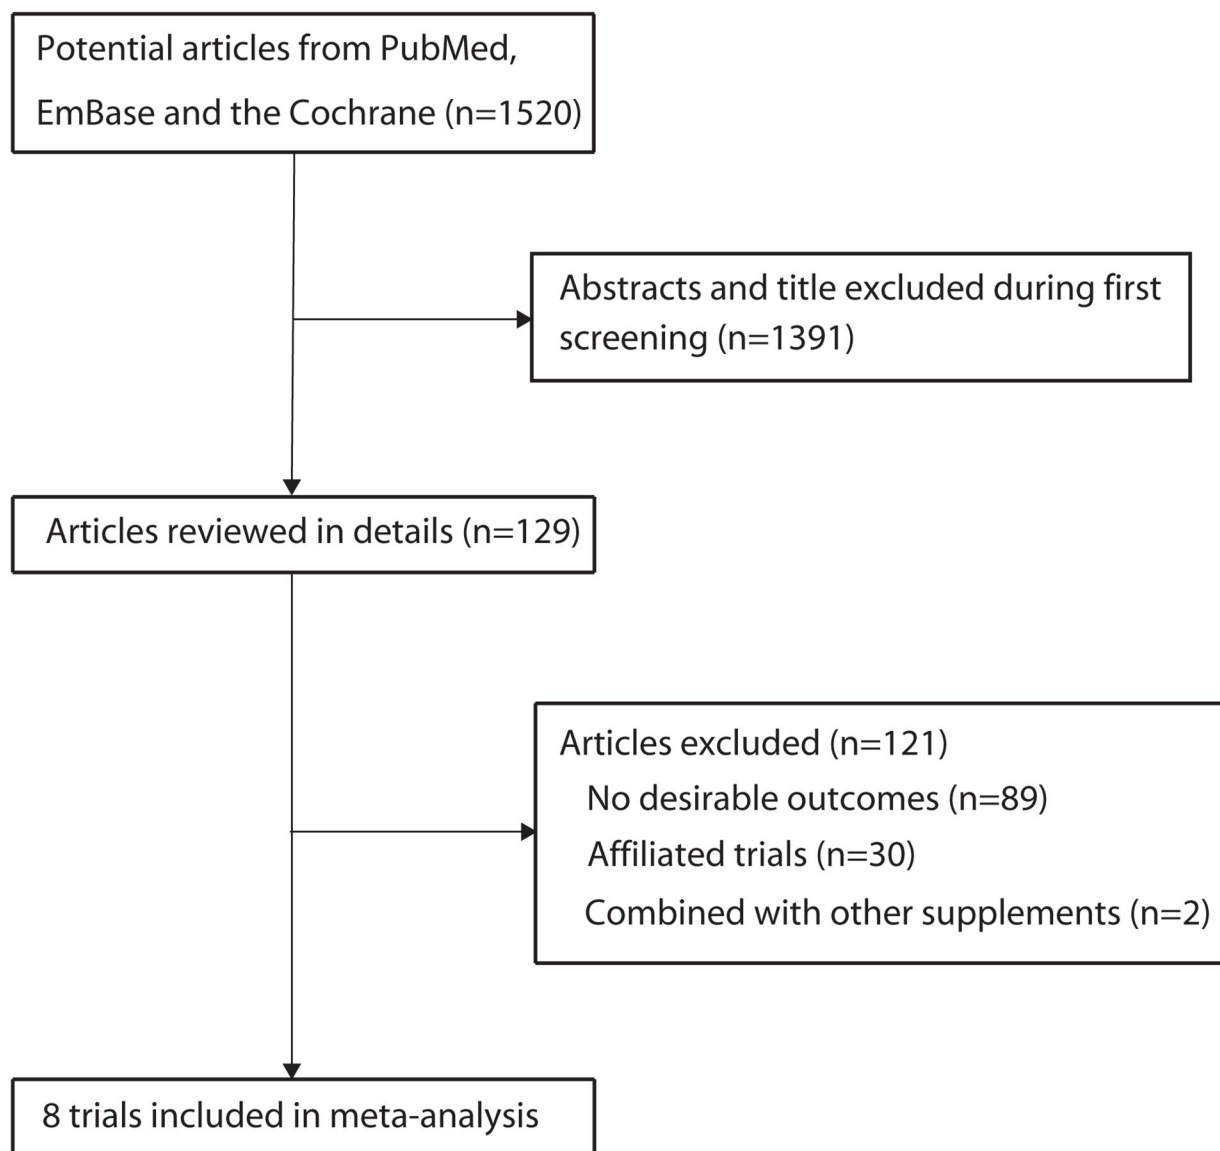 Potential articles from PubMed,
EmBase and the Cochrane (n=1520)
Abstracts and title excluded during first
screening (n=1391)
Articles reviewed in details (n=129)
Articles excluded (n=121)
No desirable outcomes (n=89)
Affiliated trials (n=30)
Combined with other supplements (n=2)
8 trials included in meta-analysis